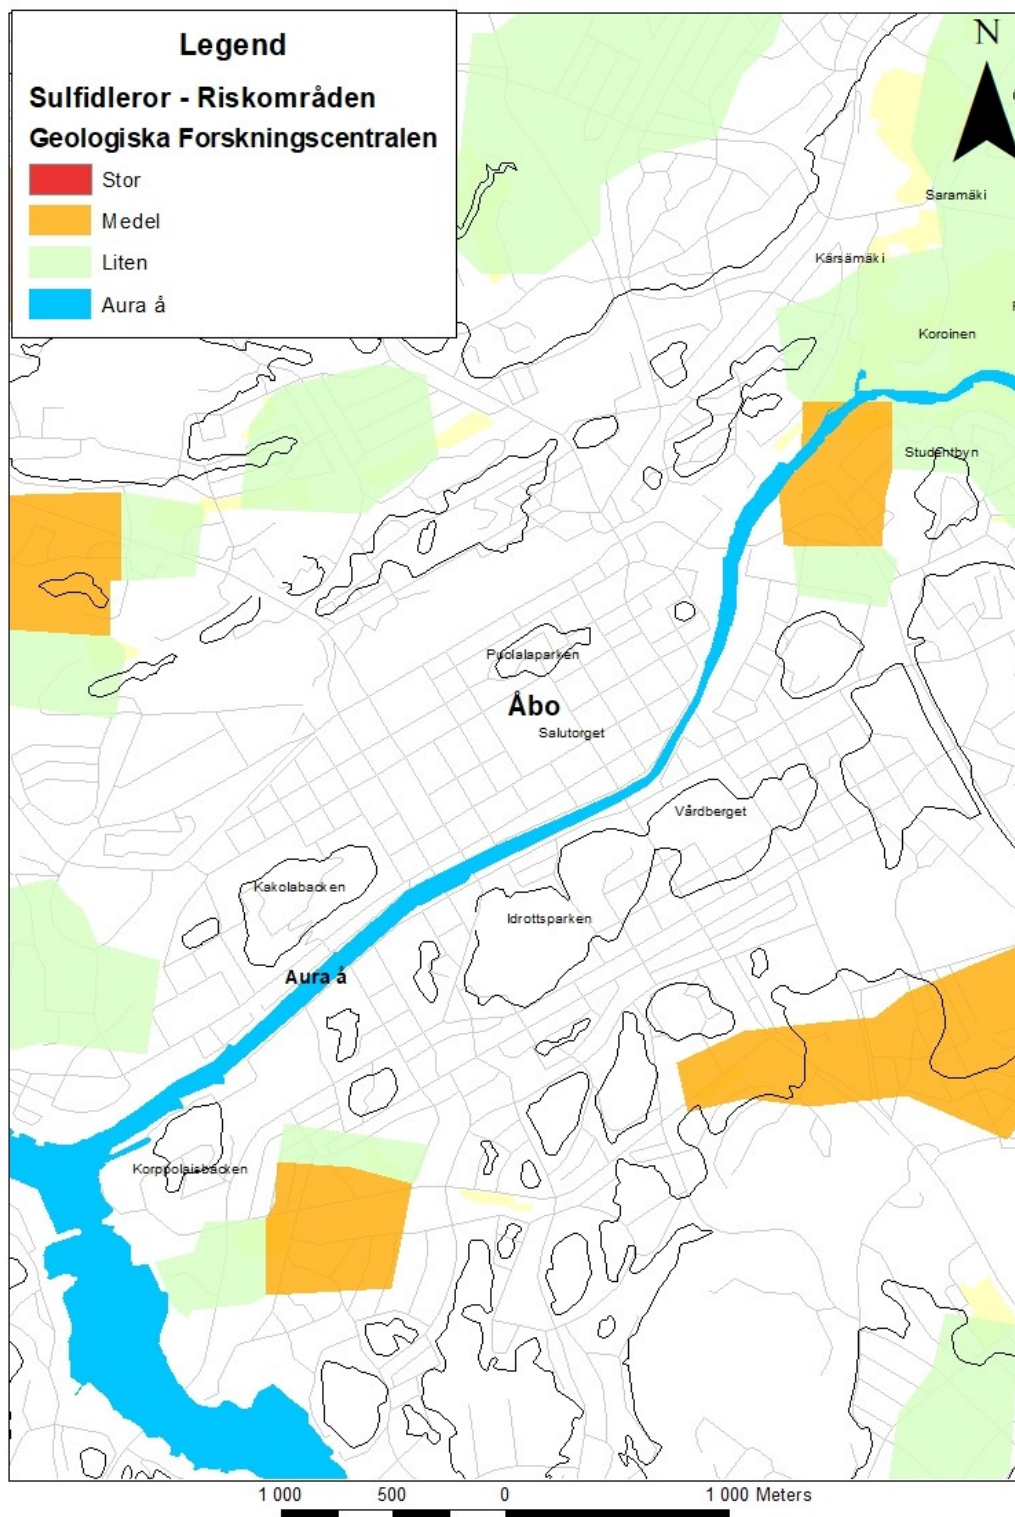 Legend
Sulfidleror - Riskområden
Geologiska Forskningscentralen
Stor
Medel
Liten
Aura å
N
Saramäki
Kärsämäki
Koroinen
Studentbyn
Puolalaparken
Åbo
Salutorget
Vårdberget
Kakolabacken
Idrottsparken
Aura å
Korppolaisbacken
1 000 500 0 1 000 Meters